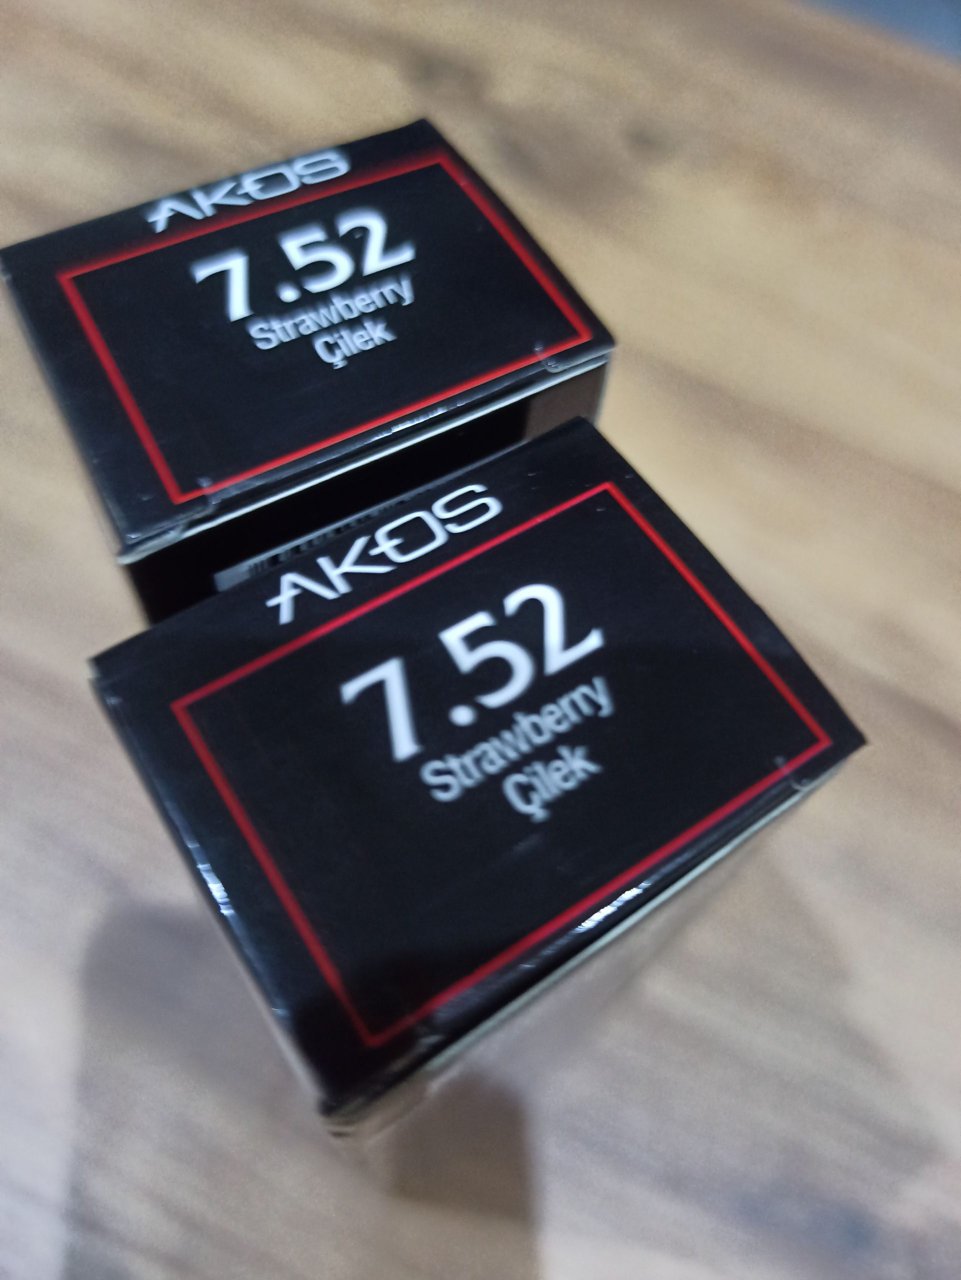 AKOS
7.52
Strawberry
Çilek
AKOS
7.52
Strawberry
Çilek